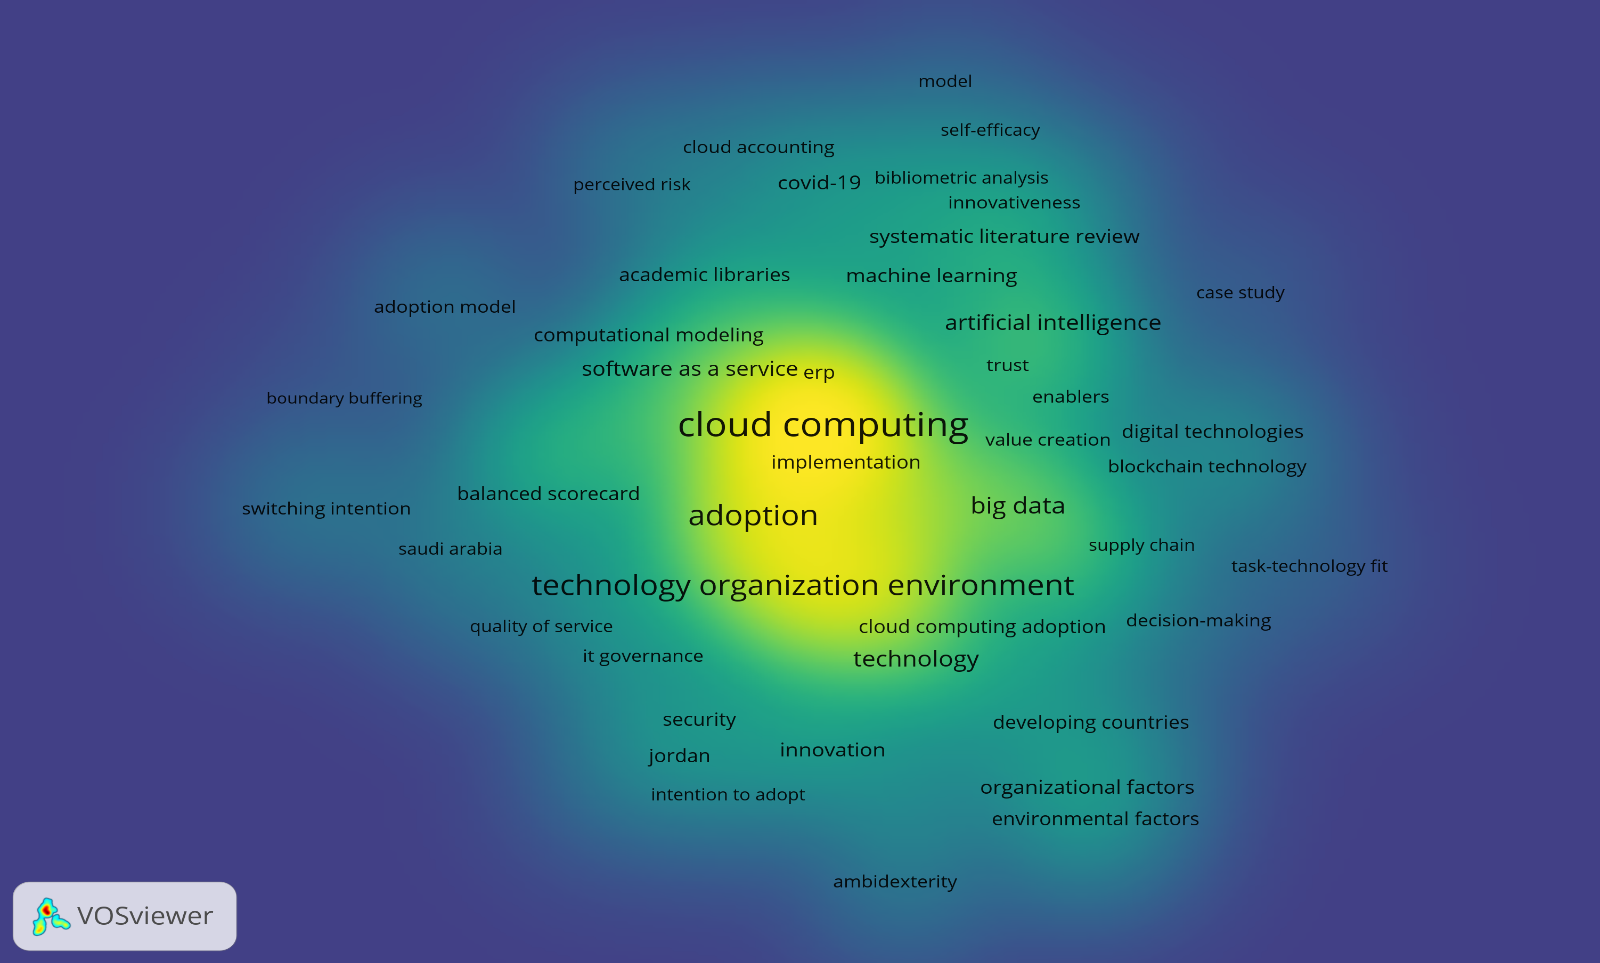 model
self-efficacy
cloud accounting
bibliometric analysis
covid-19
perceived risk
innovativeness
systematic literature review
academic libraries
machine learning
case study
adoption model
artificial intelligence
computational modeling
trust
software as a service
erp
enablers
boundary buffering
cloud computing
digital technologies
value creation
implementation
blockchain technology
balanced scorecard
big data
switching intention
adoption
saudi arabia
supply chain
task-technology fit
technology organization environment
decision-making
quality of service
cloud computing adoption
it governance
technology
security
developing countries
innovation
jordan
organizational factors
intention to adopt
environmental factors
ambidexterity
VOSviewer